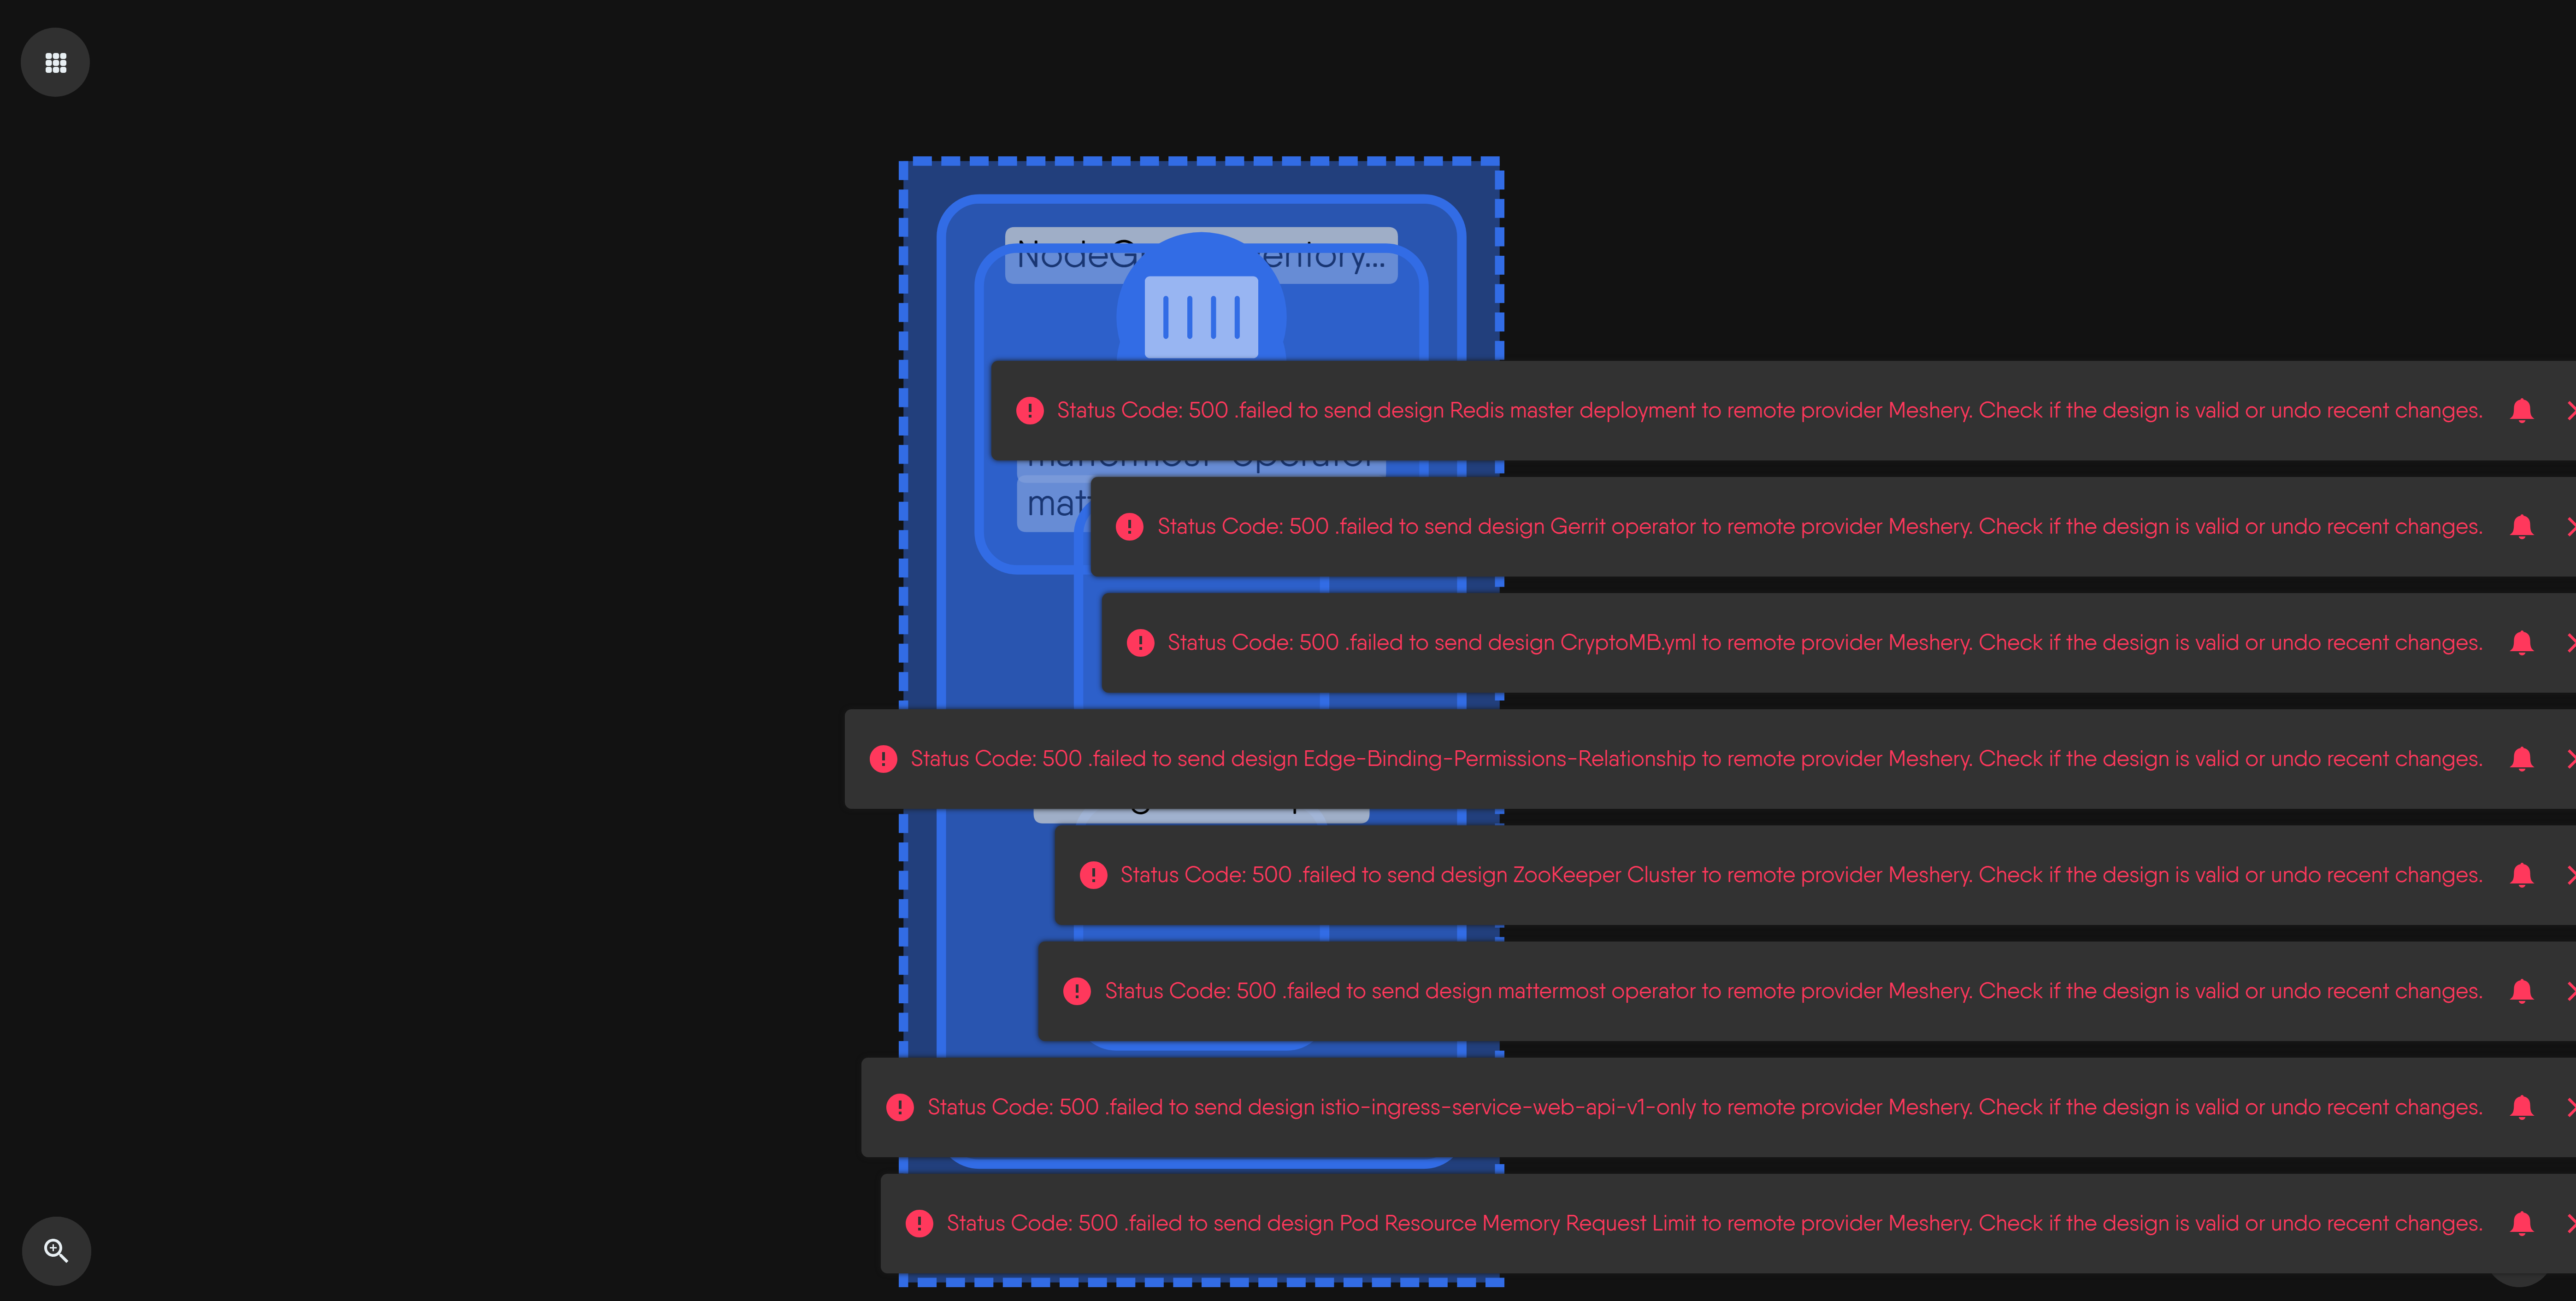 NodeG entory...
Status Code: 500 .failed to send design Redis master deployment to remote provider Meshery. Check if the design is valid or undo recent changes.
mattermost-operator
matt
Status Code: 500 .failed to send design Gerrit operator to remote provider Meshery. Check if the design is valid or undo recent changes.
Status Code: 500 .failed to send design CryptoMB.yml to remote provider Meshery. Check if the design is valid or undo recent changes.
Status Code: 500 .failed to send design Edge-Binding-Permissions-Relationship to remote provider Meshery. Check if the design is valid or undo recent changes.
Status Code: 500 .failed to send design ZooKeeper Cluster to remote provider Meshery. Check if the design is valid or undo recent changes.
Status Code: 500 .failed to send design mattermost operator to remote provider Meshery. Check if the design is valid or undo recent changes.
Status Code: 500 .failed to send design istio-ingress-service-web-api-v1-only to remote provider Meshery. Check if the design is valid or undo recent changes.
Status Code: 500 .failed to send design Pod Resource Memory Request Limit to remote provider Meshery. Check if the design is valid or undo recent changes.